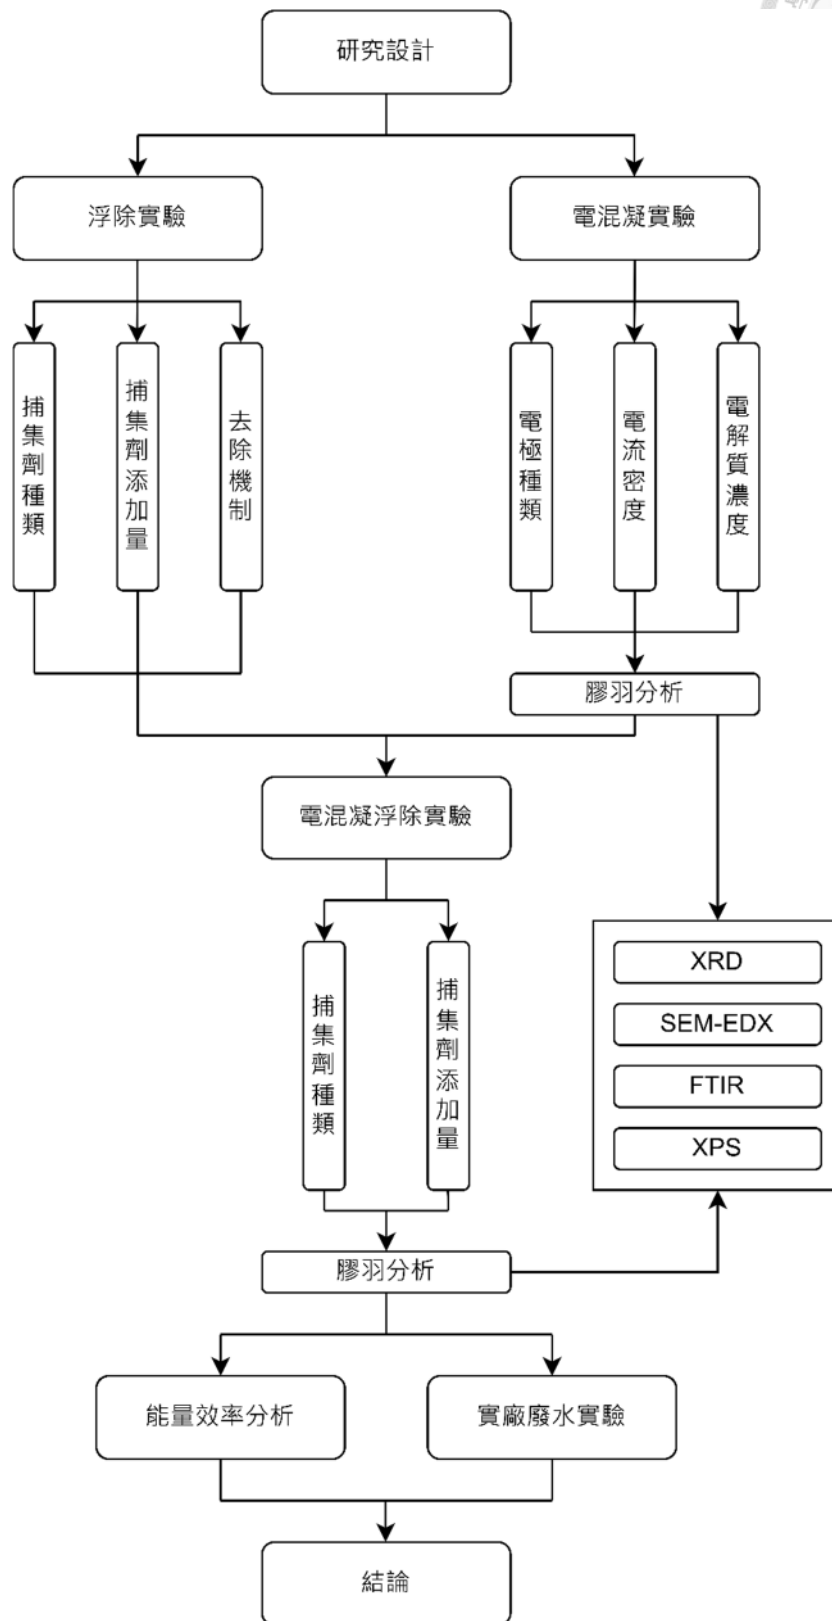 研究設計
浮除實驗
電混凝實驗
捕集劑種類
捕集劑添加量
去除機制
電極種類
電流密度
電解質濃度
膠羽分析
電混凝浮除實驗
捕集劑種類
捕集劑添加量
XRD
SEM-EDX
FTIR
XPS
膠羽分析
能量效率分析
實廠廢水實驗
結論